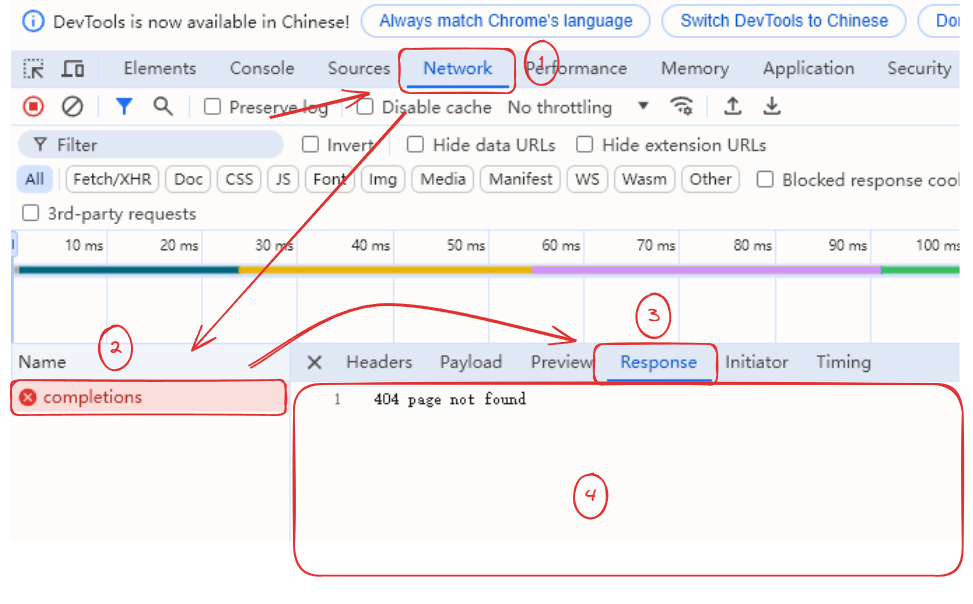 DevTools is now available in Chinese! Always match Chrome's language Switch DevTools to Chinese
Elements Console Sources Network 1 Performance Memory Application Security
Preserve log Disable cache No throttling
Filter Invert Hide data URLs Hide extension URLs
All Fetch/XHR Doc CSS JS Font Img Media Manifest WS Wasm Other Blocked response
3rd-party requests
10 ms 20 ms 30 ms 40 ms 50 ms 60 ms 70 ms 80 ms 90 ms 100 ms
2 3
Name Headers Payload Preview Response Initiator Timing
completions 1 404 page not found
4